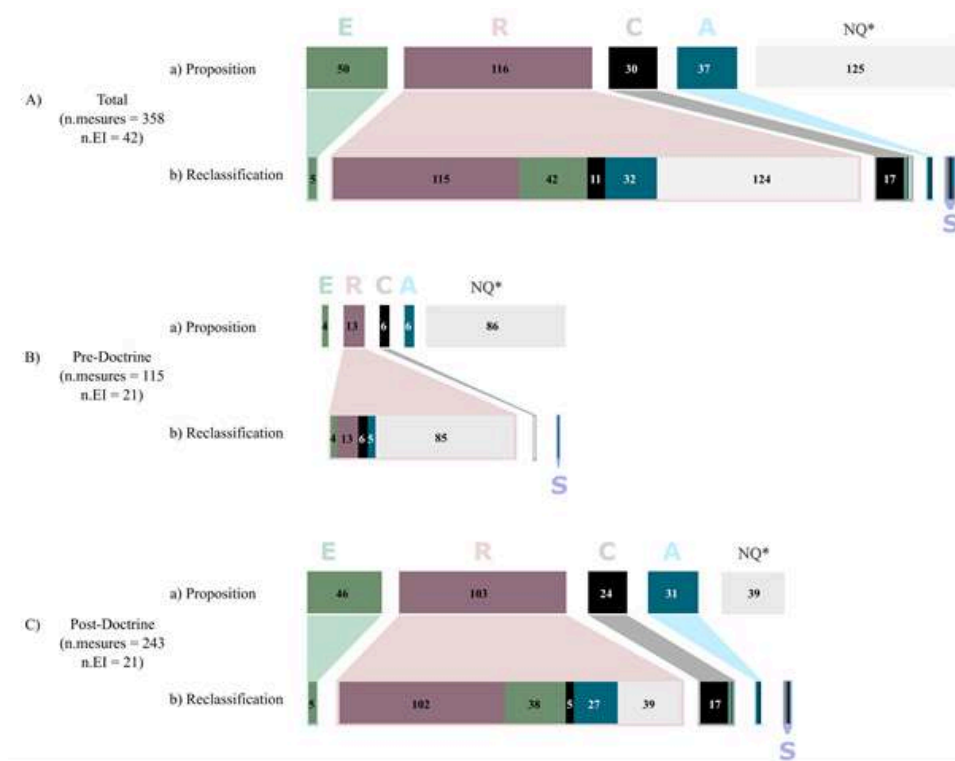 E R C A NQ*
a) Proposition 50 116 30 37 125
A) Total
(n.mesures = 358
n.EI = 42)
b) Reclassification 5 115 42 11 32 124 17
S
E R C A NQ*
a) Proposition 4 13 6 6 86
B) Pre-Doctrine
(n.mesures = 115
n.EI = 21)
b) Reclassification 4 13 6 5 85
S
E R C A NQ*
a) Proposition 46 103 24 31 39
C) Post-Doctrine
(n.mesures = 243
n.EI = 21)
b) Reclassification 5 102 38 5 27 39 17
S